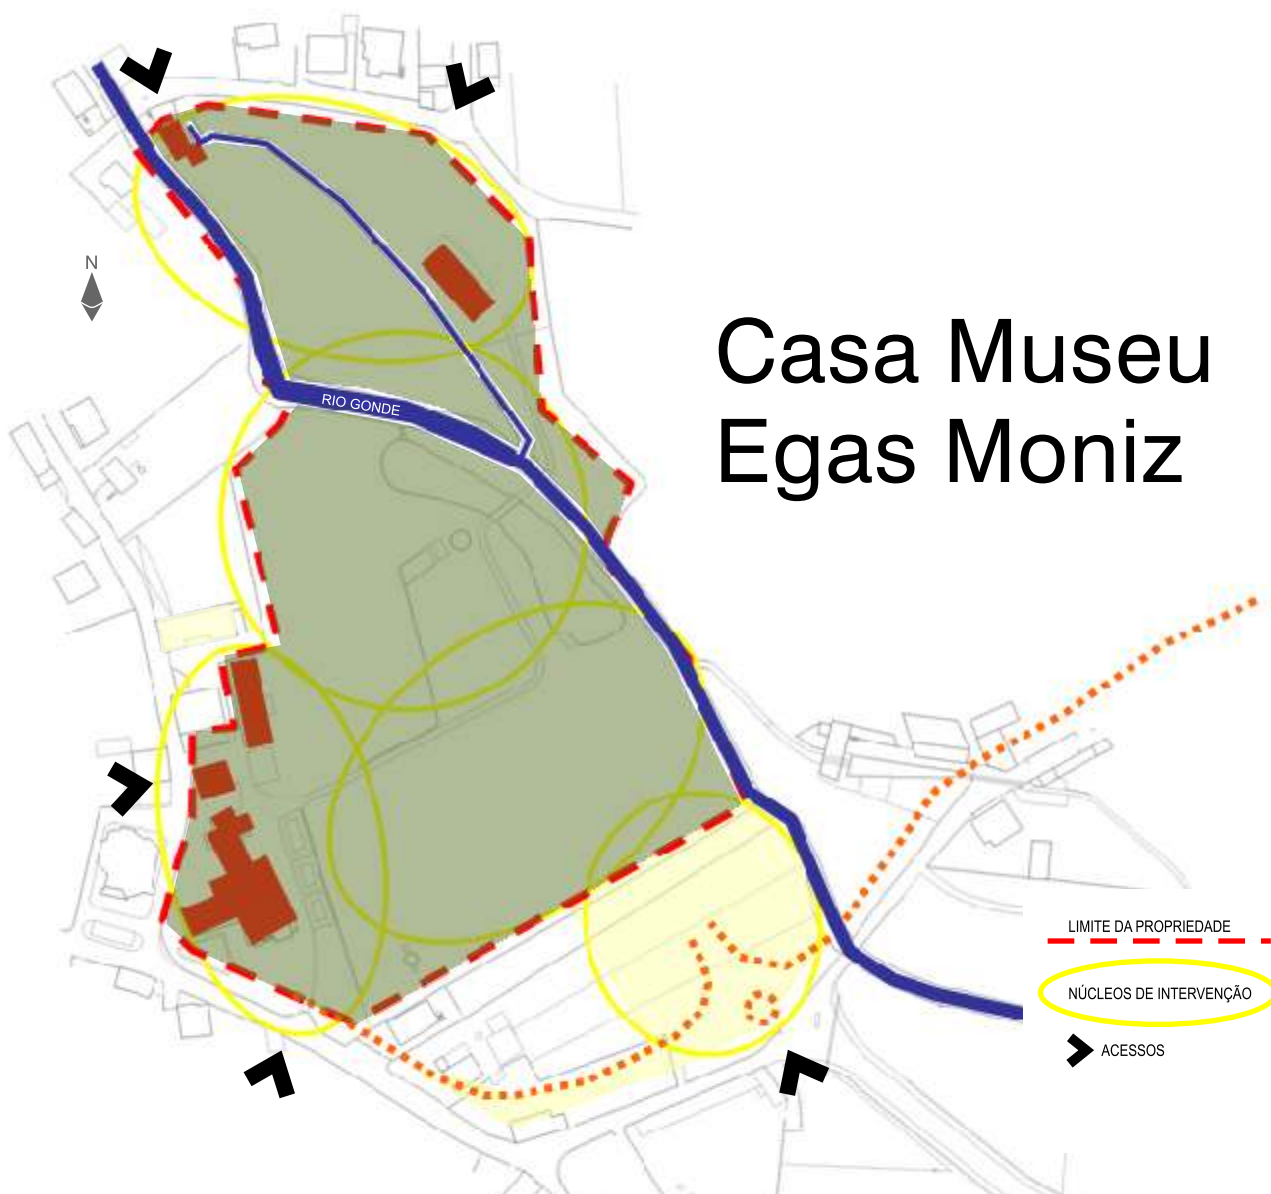 N
RIO GONDE
Casa Museu
Egas Moniz
LIMITE DA PROPRIEDADE
NÚCLEOS DE INTERVENÇÃO
ACESSOS